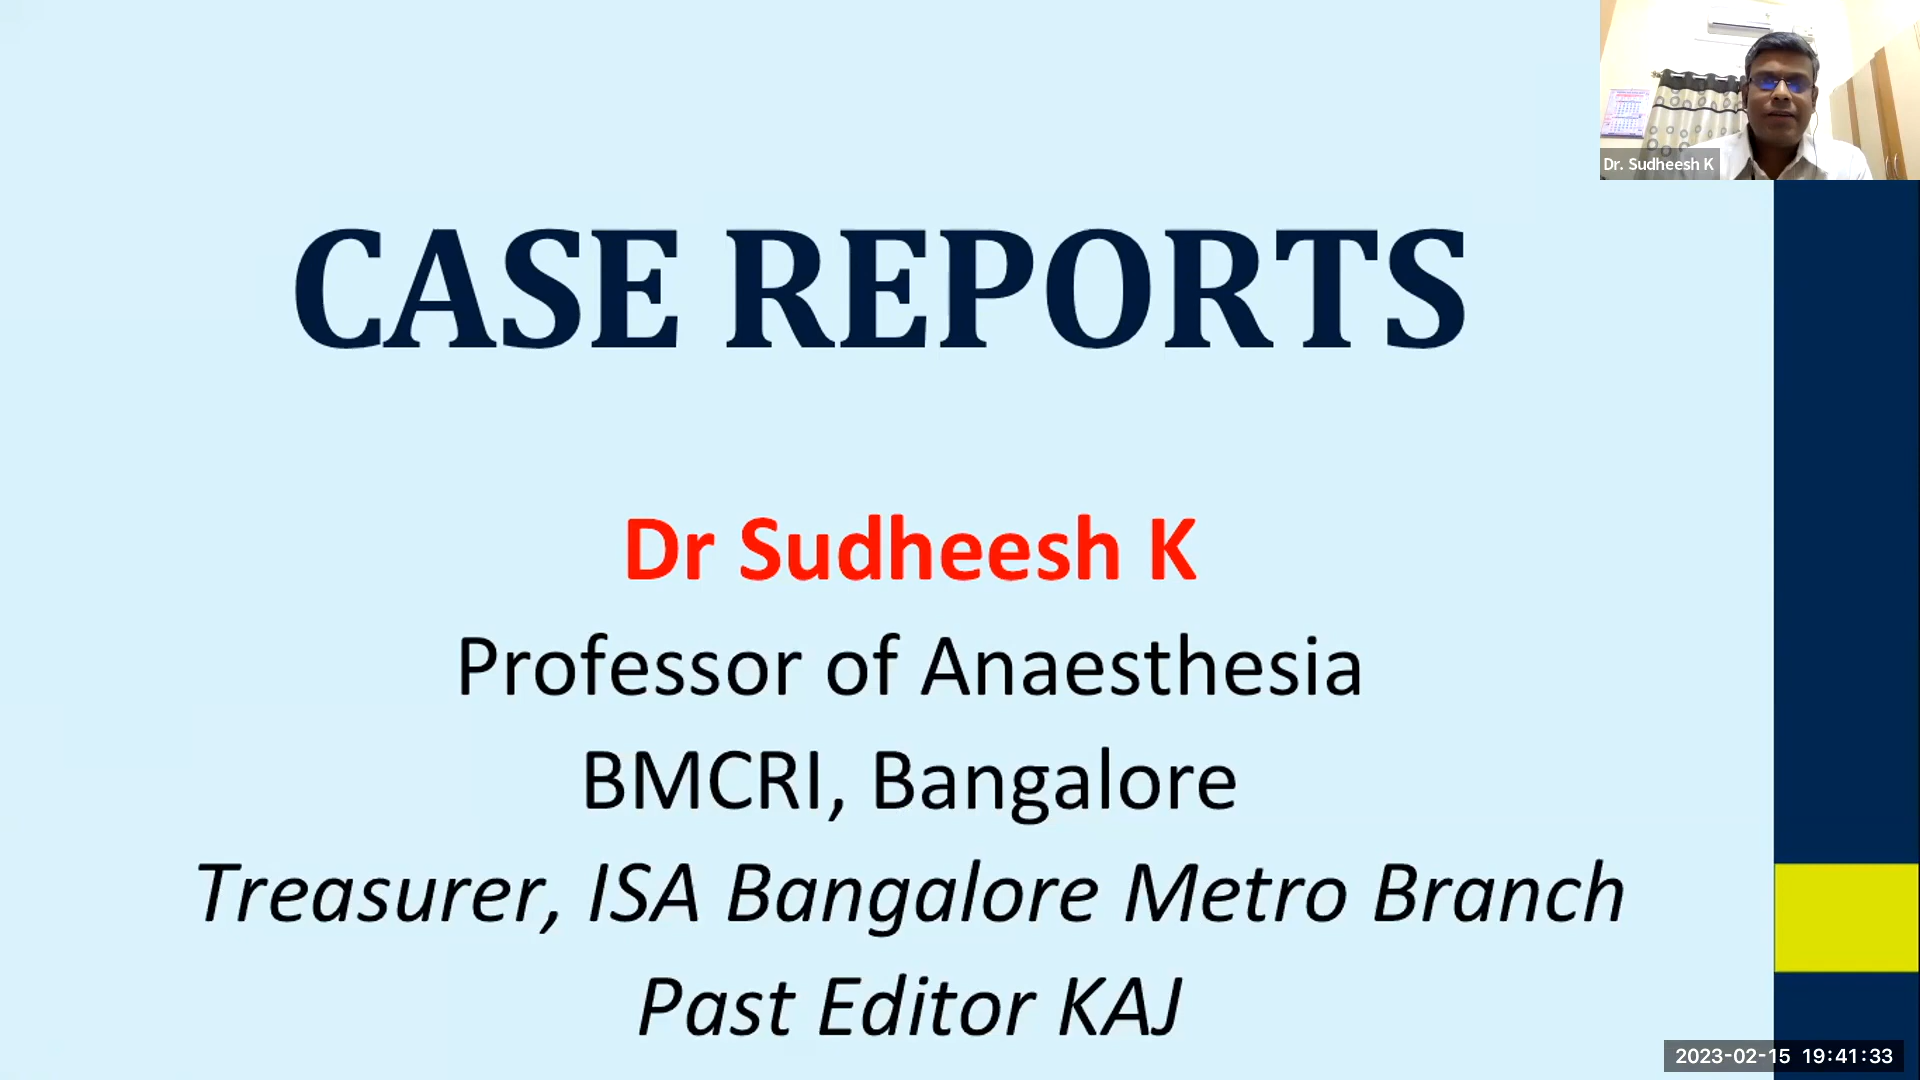 Dr. Sudheesh K
CASE REPORTS
Dr Sudheesh K
Professor of Anaesthesia
BMCRI, Bangalore
Treasurer, ISA Bangalore Metro Branch
Past Editor KAJ
2023-02-15 19:41:33